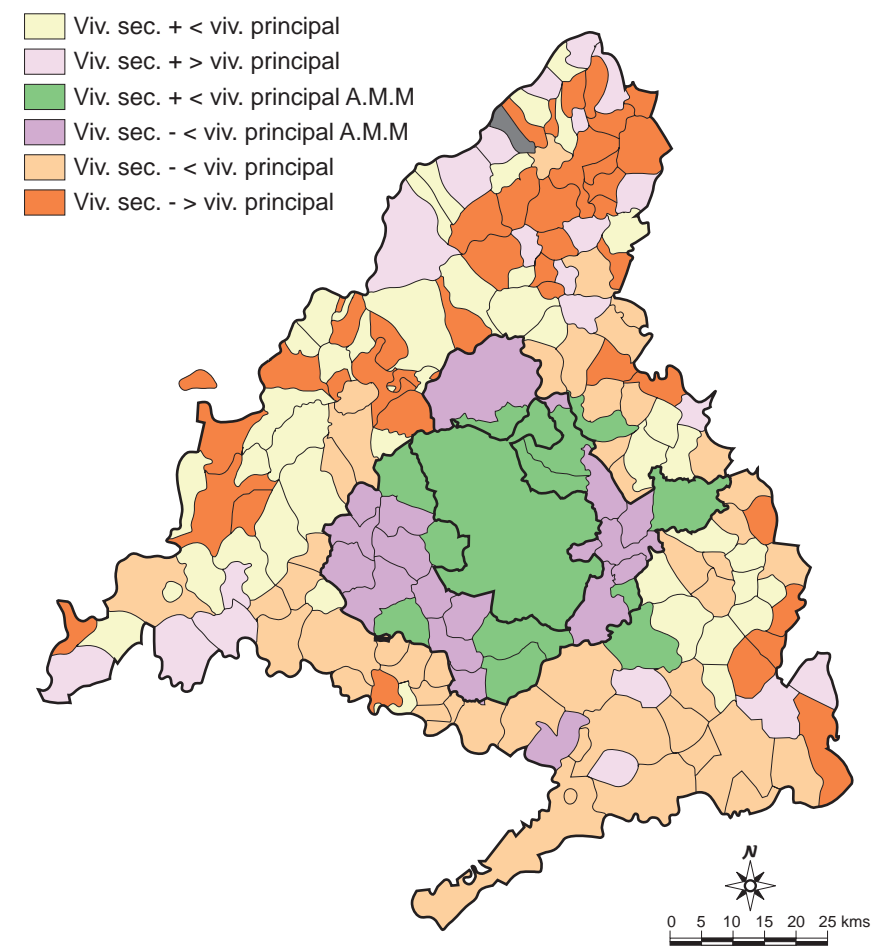 Viv. sec. + < viv. principal
Viv. sec. + > viv. principal
Viv. sec. + < viv. principal A.M.M
Viv. sec. - < viv. principal A.M.M
Viv. sec. - < viv. principal
Viv. sec. - > viv. principal
N
0 5 10 15 20 25 kms